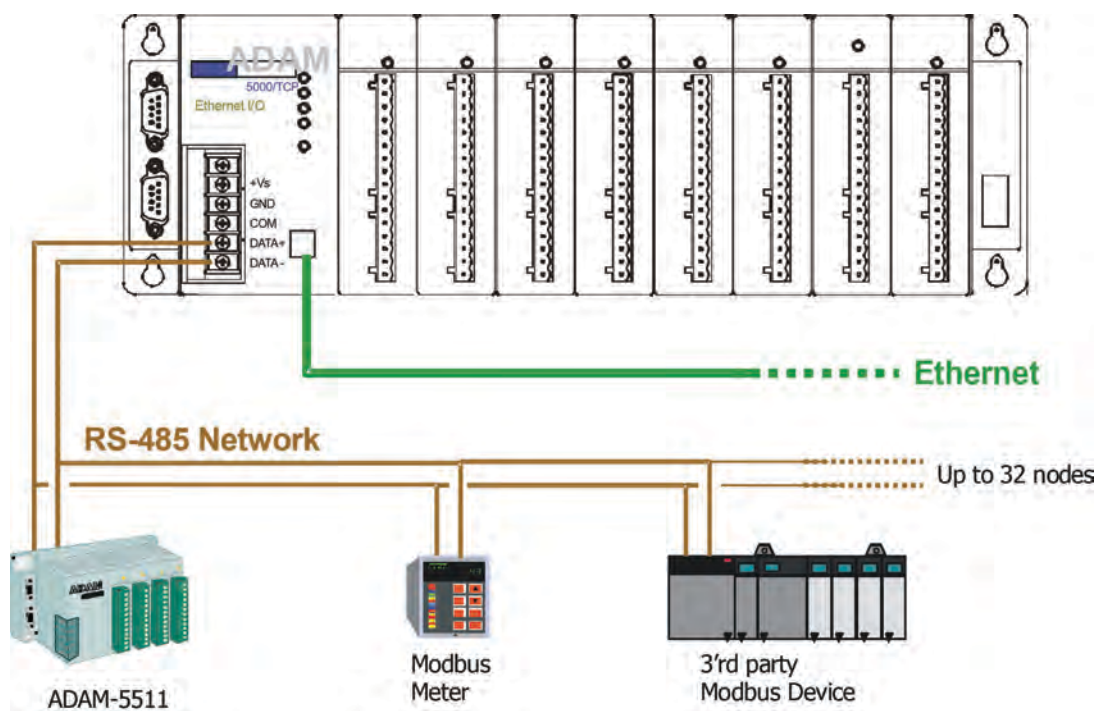 ADAM
5000/TCP
Ethernet I/O
+Vs
GND
COM
DATA+
DATA-
Ethernet
RS-485 Network
Up to 32 nodes
ADAM
ADAM-5511
Modbus
Meter
3'rd party
Modbus Device